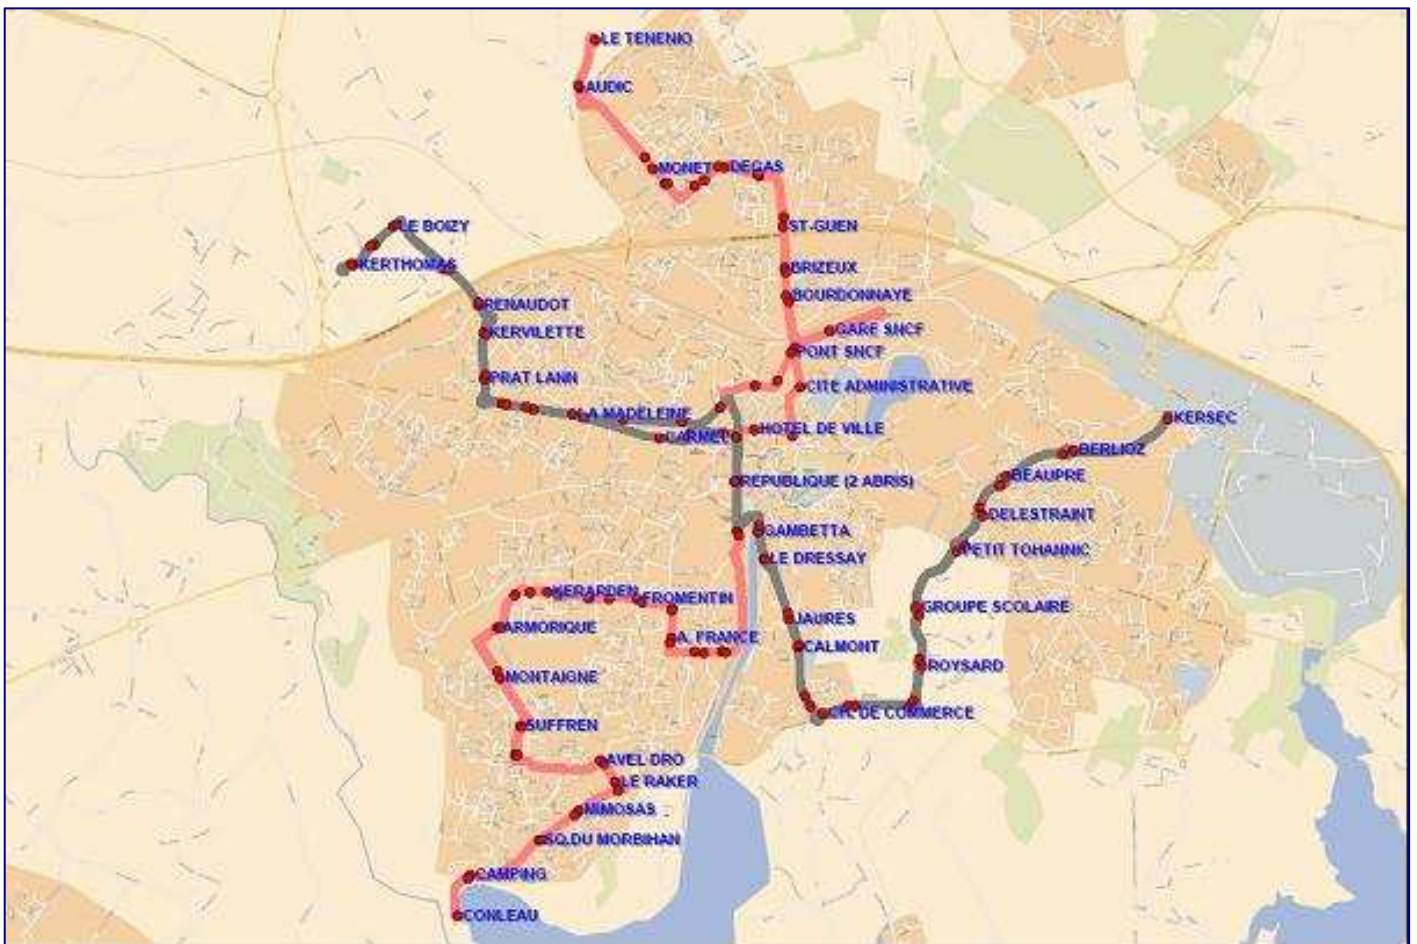 LE TENENIO
AUDIC
MONET
DEGAS
ST-GUEN
LE BOIZY
KERTHOMAS
BRIZEUX
BOURDONNAYE
RENAUDOT
KERVILETTE
GARE SNCF
PONT SNCF
PRAT LANN
CITE ADMINISTRATIVE
LA MADELEINE
KERSEC
CARMEL
HOTEL DE VILLE
BERLIOZ
BEAUPRE
REPUBLIQUE (2 ABRIS)
DELESTRAINT
GAMBETTA
PETIT TOHANNIC
LE DRESSAY
KERARDEN
FROMENTIN
GROUPE SCOLAIRE
JAURES
ARMORIQUE
A. FRANCE
CALMONT
ROYSARD
MONTAIGNE
CH. DE COMMERCE
SUFFREN
AVEL DRO
LE RAKER
MIMOSAS
SQ.DU MORBIHAN
CAMPING
CONLEAU